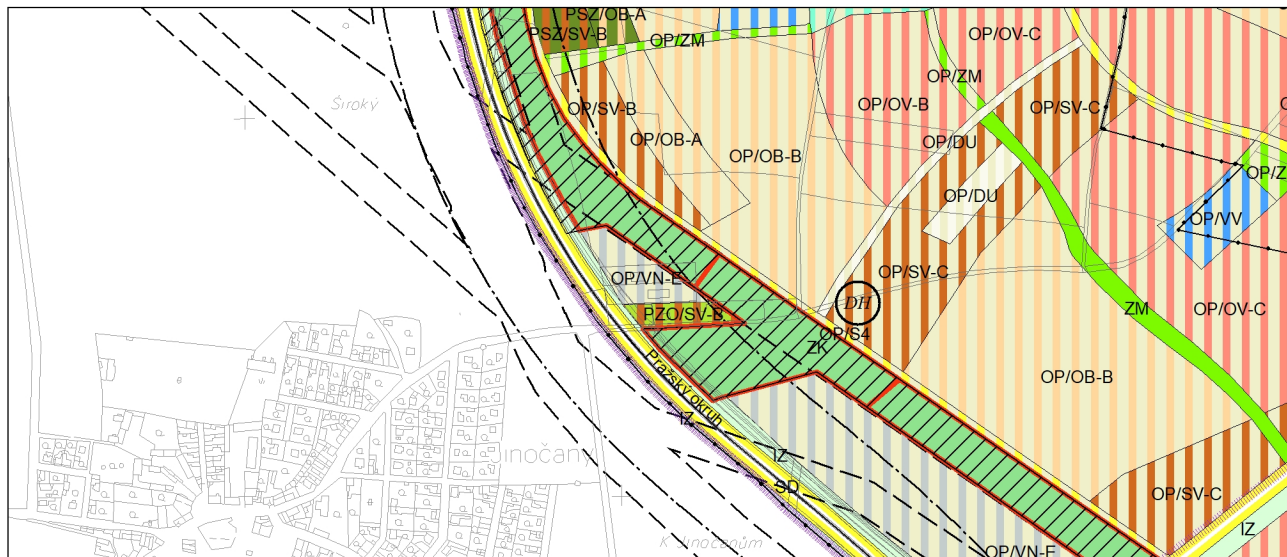 PSZ/OB-A
PSZ/SV-B
OP/ZM
OP/OV-C
OP/ZM
Široký
OP/SV-B
OP/OV-B
OP/SV-C
OP/OB-A
OP/DU
OP/OB-B
OP/Z
OP/DU
OP/VV
OP/SV-C
OP/VN-E
DH
PZO/SV-B
ZM
OP/OV-C
OP/S4
ZK
Pražský okruh
OP/OB-B
IZ
Jinočany
IZ
SD
OP/SV-C
IZ
K Jinočanům
OP/VN-E